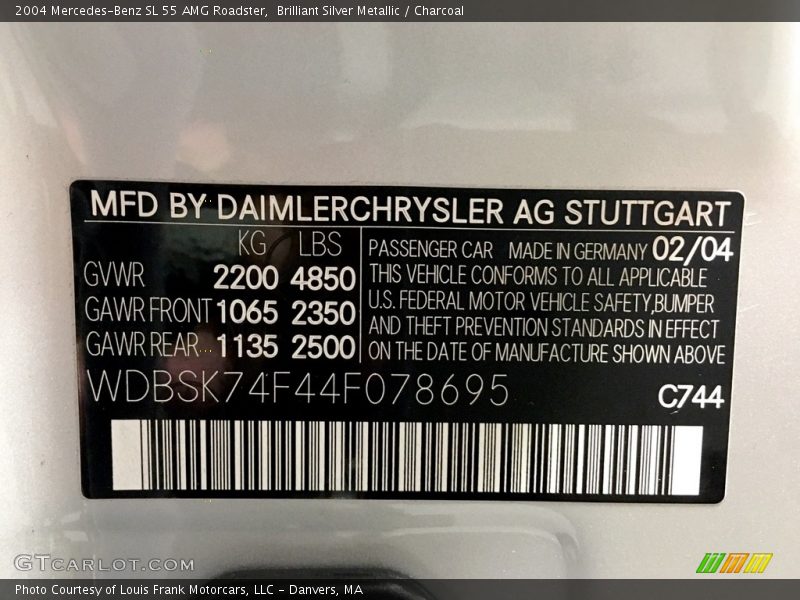 2004 Mercedes-Benz SL 55 AMG Roadster,  Brilliant Silver Metallic / Charcoal
MFD BY DAIMLERCHRYSLER AG STUTTGART
KG LBS
GVWR 2200 4850
GAWR FRONT 1065 2350
GAWR REAR 1135 2500
PASSENGER CAR MADE IN GERMANY 02/04
THIS VEHICLE CONFORMS TO ALL APPLICABLE
U.S. FEDERAL MOTOR VEHICLE SAFETY,BUMPER
AND THEFT PREVENTION STANDARDS IN EFFECT
ON THE DATE OF MANUFACTURE SHOWN ABOVE
WDBSK74F44F078695
C744
GTCARLOT.COM
Photo Courtesy of Louis Frank Motorcars, LLC - Danvers, MA